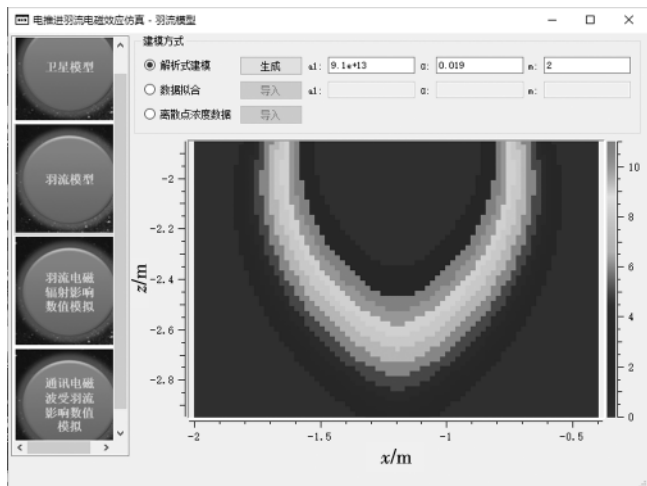 电推进羽流电磁效应仿真 - 羽流模型
卫星模型
羽流模型
羽流电磁
辐射影响
数值模拟
通讯电磁
波受羽流
影响数值
模拟
建模方式
解析式建模 生成 a1: 9.1e+13 α: 0.019 n: 2
数据拟合 导入 a1: α: n:
离散点浓度数据 导入
z/m
-2
-2.2
-2.4
-2.6
-2.8
-2 -1.5 -1 -0.5
x/m
10
8
6
4
2
0